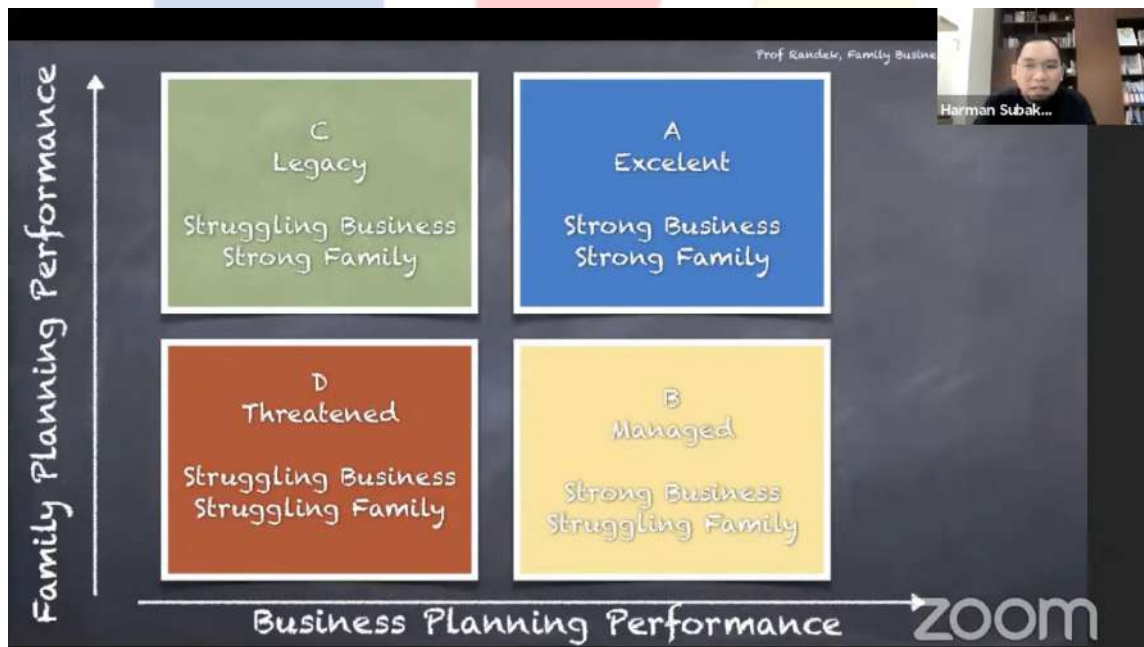 Prof Randek, Family Busine
Harman Subak...
Family Planning Performance
C
Legacy
Struggling Business
Strong Family
A
Excelent
Strong Business
Strong Family
D
Threatened
Struggling Business
Struggling Family
B
Managed
Strong Business
Struggling Family
Business Planning Performance
zoom